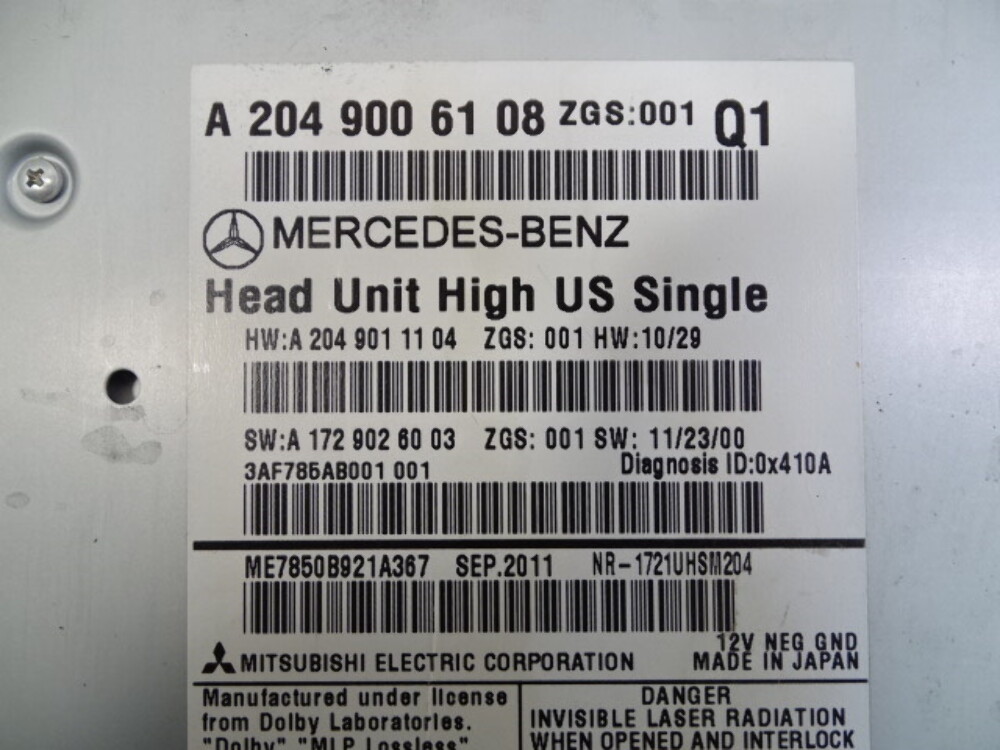 A 204 900 61 08 ZGS:001 Q1
MERCEDES-BENZ
Head Unit High US Single
HW:A 204 901 11 04 ZGS: 001 HW:10/29
SW:A 172 902 60 03 ZGS: 001 SW: 11/23/00
3AF785AB001 001 Diagnosis ID:0x410A
ME7850B921A367 SEP.2011 NR-1721UHSM204
12V NEG GND
MITSUBISHI ELECTRIC CORPORATION MADE IN JAPAN
Manufactured under license
from Dolby Laboratories.
"Dolby" "MLP Lossless"
DANGER
INVISIBLE LASER RADIATION
WHEN OPENED AND INTERLOCK